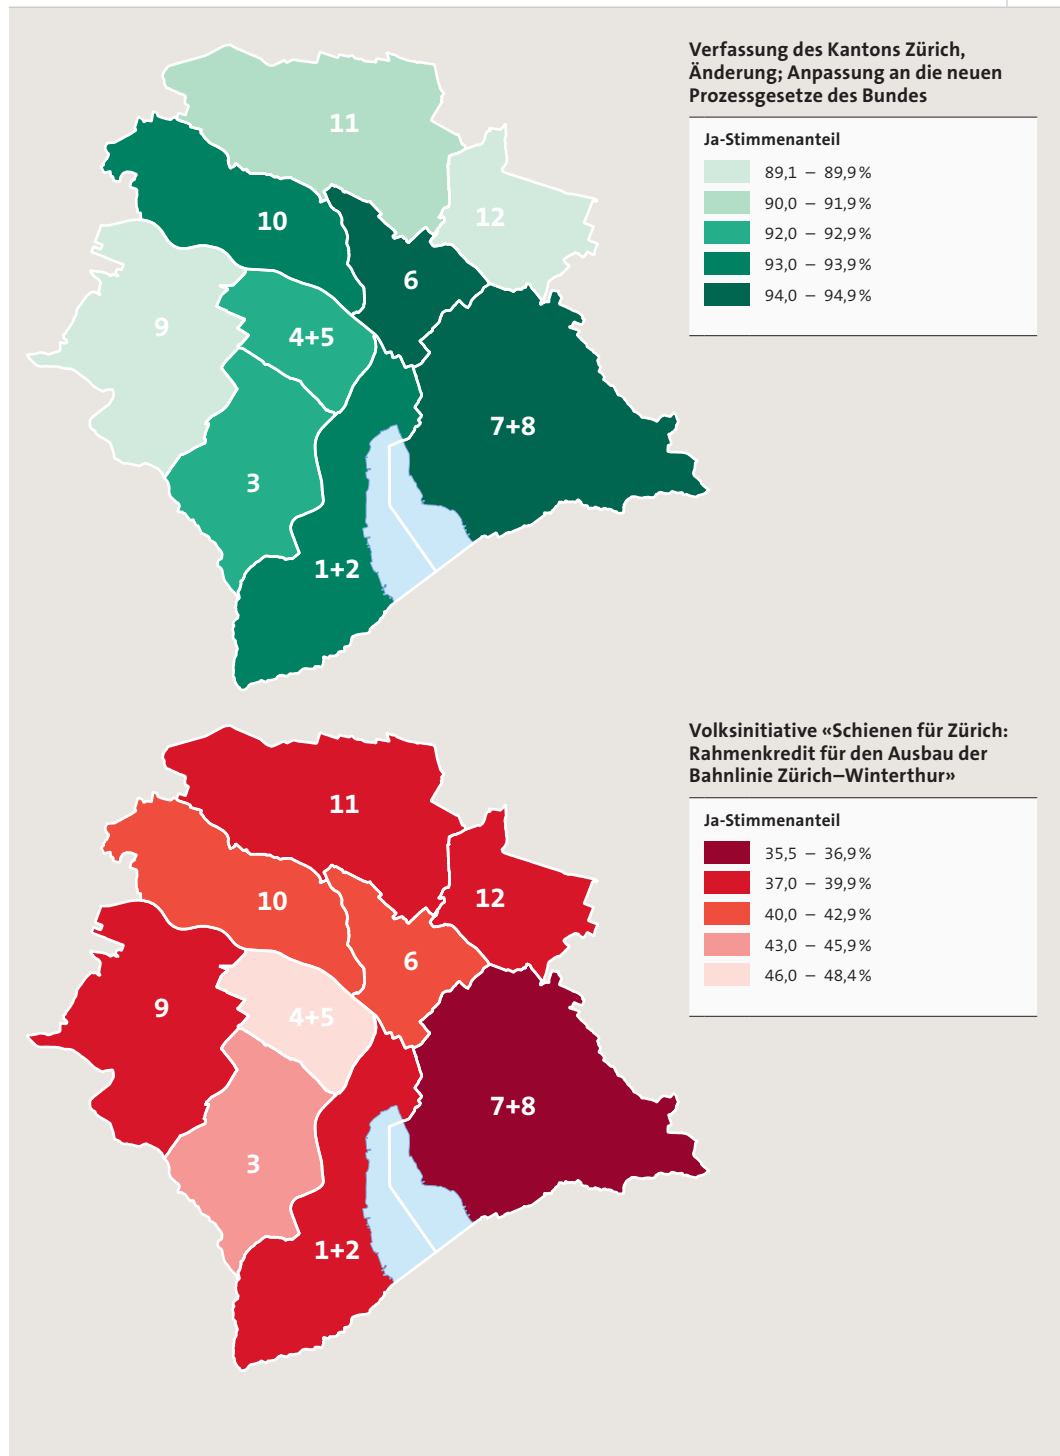 Verfassung des Kantons Zürich,
Änderung; Anpassung an die neuen
Prozessgesetze des Bundes
Ja-Stimmenanteil
89,1 – 89,9 %
90,0 – 91,9 %
92,0 – 92,9 %
93,0 – 93,9 %
94,0 – 94,9 %
11
12
10
6
9
4+5
7+8
3
1+2
Volksinitiative «Schienen für Zürich:
Rahmenkredit für den Ausbau der
Bahnlinie Zürich–Winterthur»
Ja-Stimmenanteil
35,5 – 36,9 %
37,0 – 39,9 %
40,0 – 42,9 %
43,0 – 45,9 %
46,0 – 48,4 %
11
12
10
6
9
4+5
7+8
3
1+2